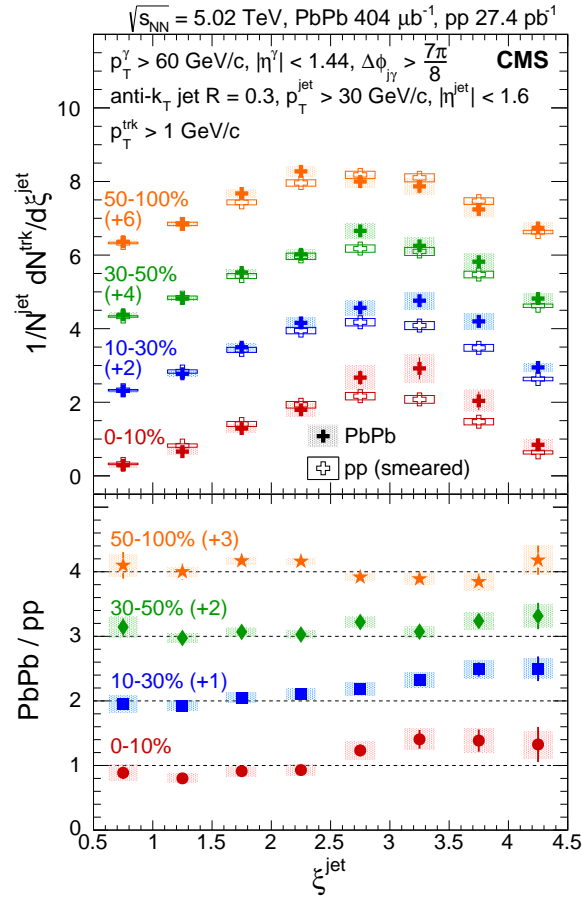 √s_NN = 5.02 TeV, PbPb 404 μb⁻¹, pp 27.4 pb⁻¹
p_T^γ > 60 GeV/c, |η^γ| < 1.44, Δϕ_jγ > 7π/8
CMS
anti-k_T jet R = 0.3, p_T^jet > 30 GeV/c, |η^jet| < 1.6
p_T^trk > 1 GeV/c
1/N^jet dN^trk/dξ^jet
10
8
6
4
2
0
50-100%
(+6)
30-50%
(+4)
10-30%
(+2)
0-10%
PbPb
pp (smeared)
PbPb / pp
5
4
3
2
1
0
50-100% (+3)
30-50% (+2)
10-30% (+1)
0-10%
0.5 1 1.5 2 2.5 3 3.5 4 4.5
ξ^jet